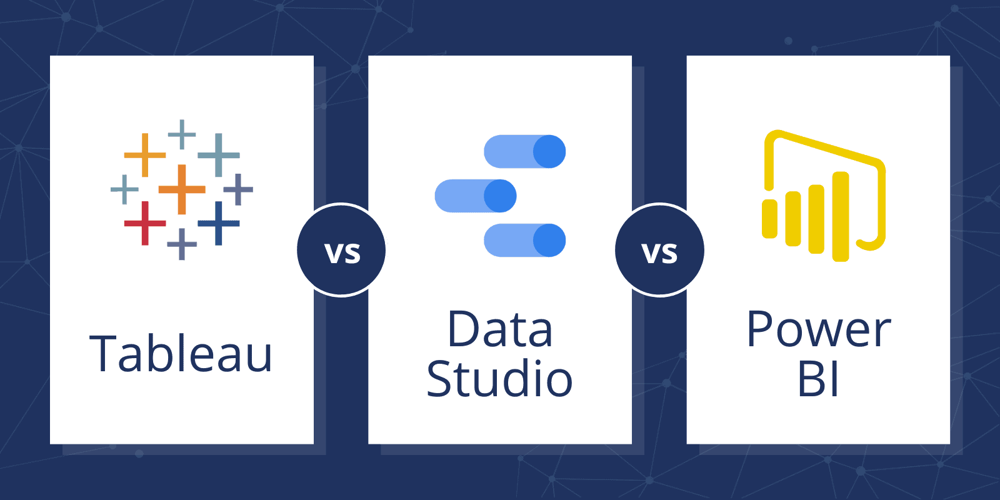 Tableau
vs
Data
Studio
vs
Power
BI